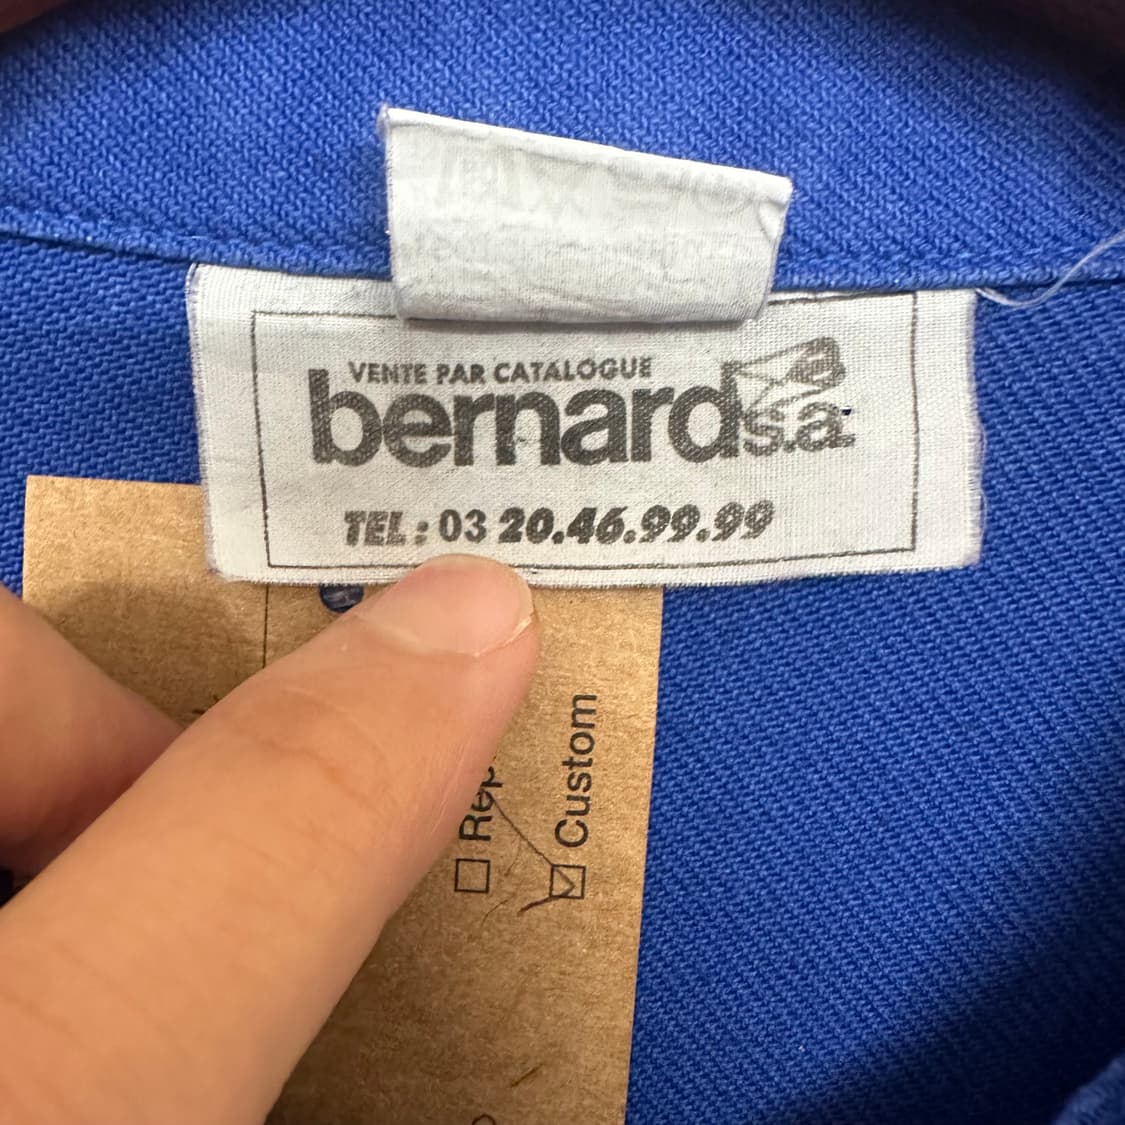 VENTE PAR CATALOGUE
bernard s.a.
TEL : 03 20.46.99.99
Custom